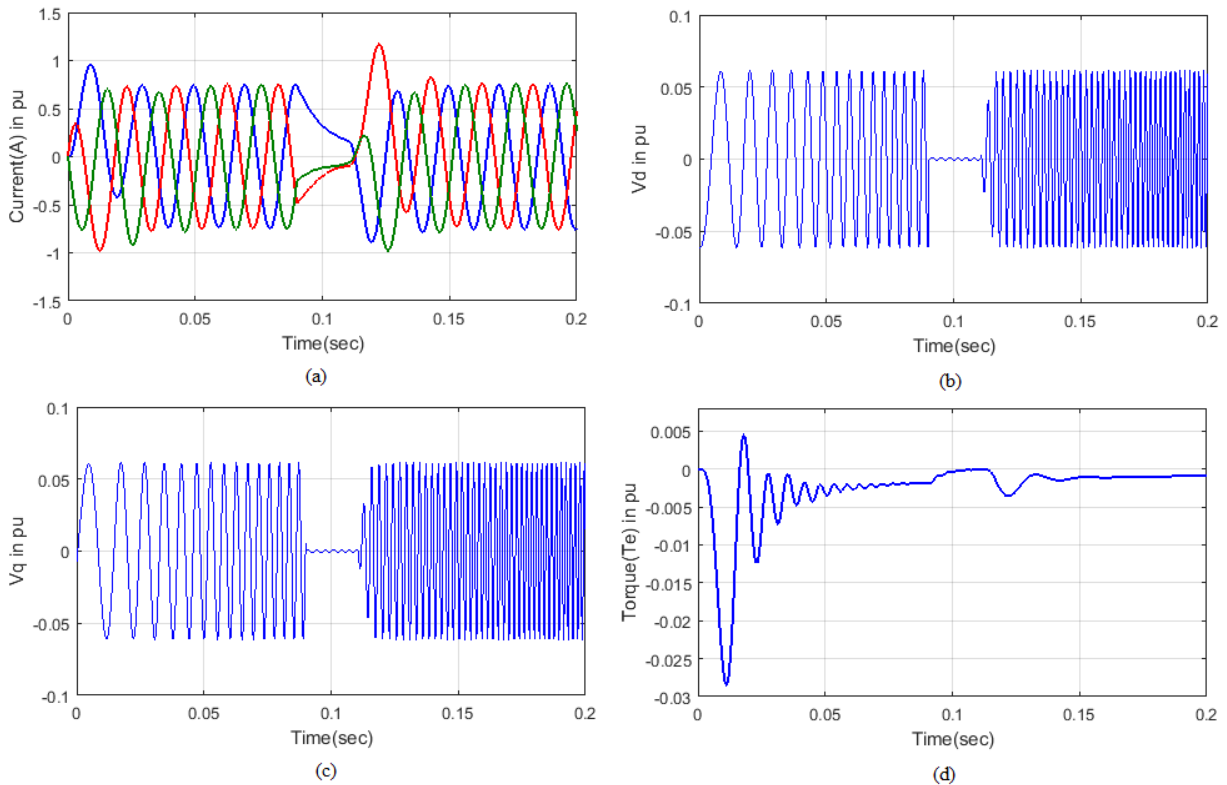 1.5
1
0.5
0
-0.5
-1
-1.5
Current(A) in pu
0 0.05 0.1 0.15 0.2
Time(sec)
(a)
0.1
0.05
0
-0.05
-0.1
Vd in pu
0 0.05 0.1 0.15 0.2
Time(sec)
(b)
0.1
0.05
0
-0.05
-0.1
Vq in pu
0 0.05 0.1 0.15 0.2
Time(sec)
(c)
0.005
0
-0.005
-0.01
-0.015
-0.02
-0.025
-0.03
Torque(Te) in pu
0 0.05 0.1 0.15 0.2
Time(sec)
(d)